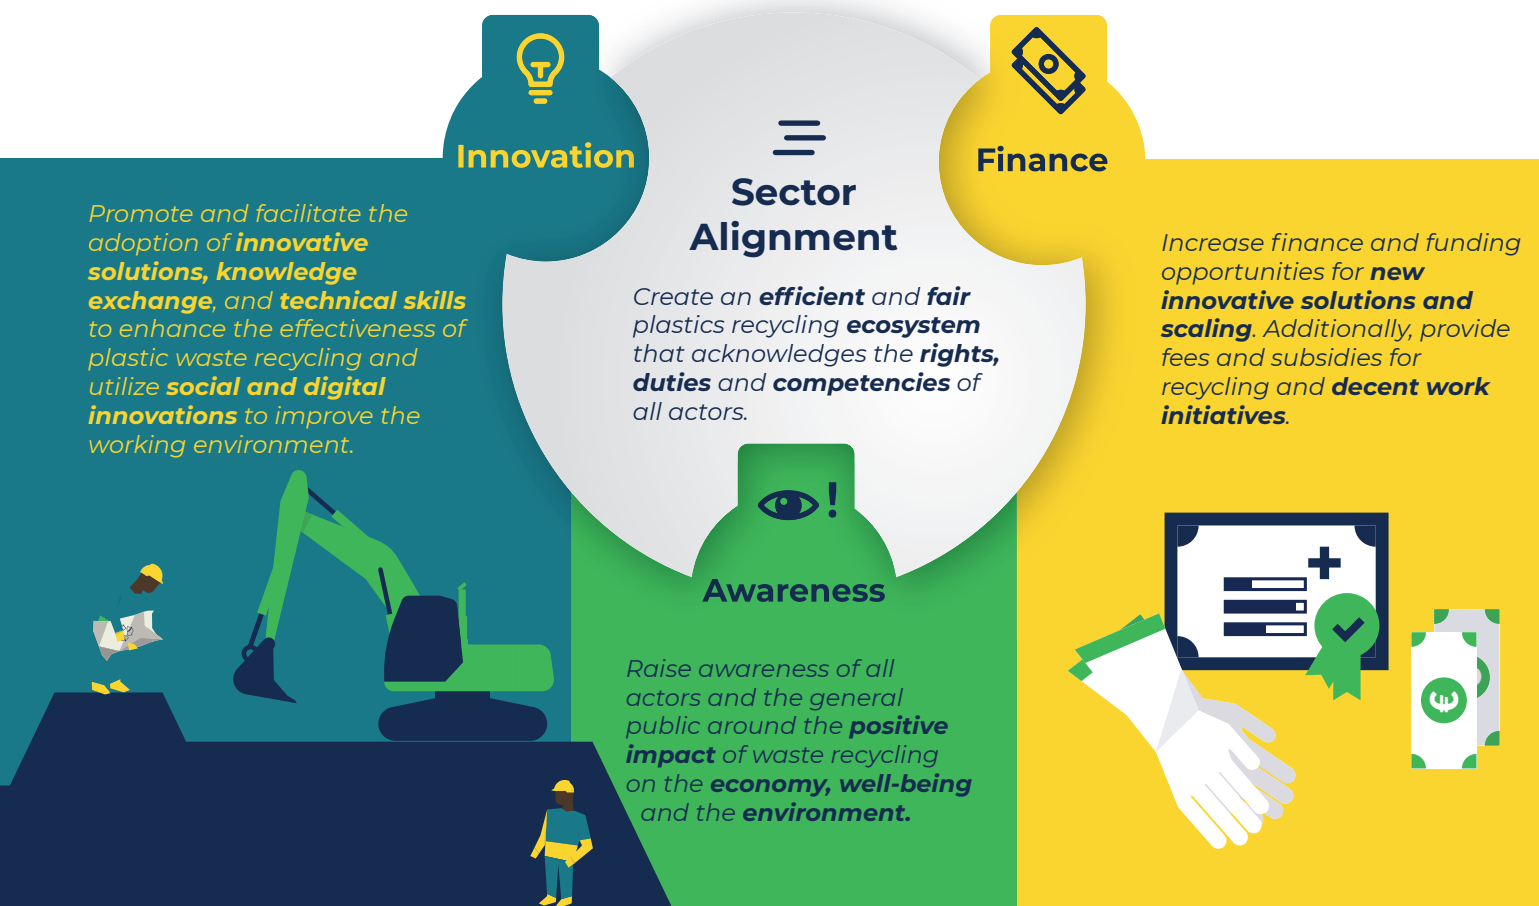 Innovation
Promote and facilitate the
adoption of innovative
solutions, knowledge
exchange, and technical skills
to enhance the effectiveness of
plastic waste recycling and
utilize social and digital
innovations to improve the
working environment.
Sector
Alignment
Create an efficient and fair
plastics recycling ecosystem
that acknowledges the rights,
duties and competencies of
all actors.
Finance
Increase finance and funding
opportunities for new
innovative solutions and
scaling. Additionally, provide
fees and subsidies for
recycling and decent work
initiatives.
!
Awareness
Raise awareness of all
actors and the general
public around the positive
impact of waste recycling
on the economy, well-being
and the environment.